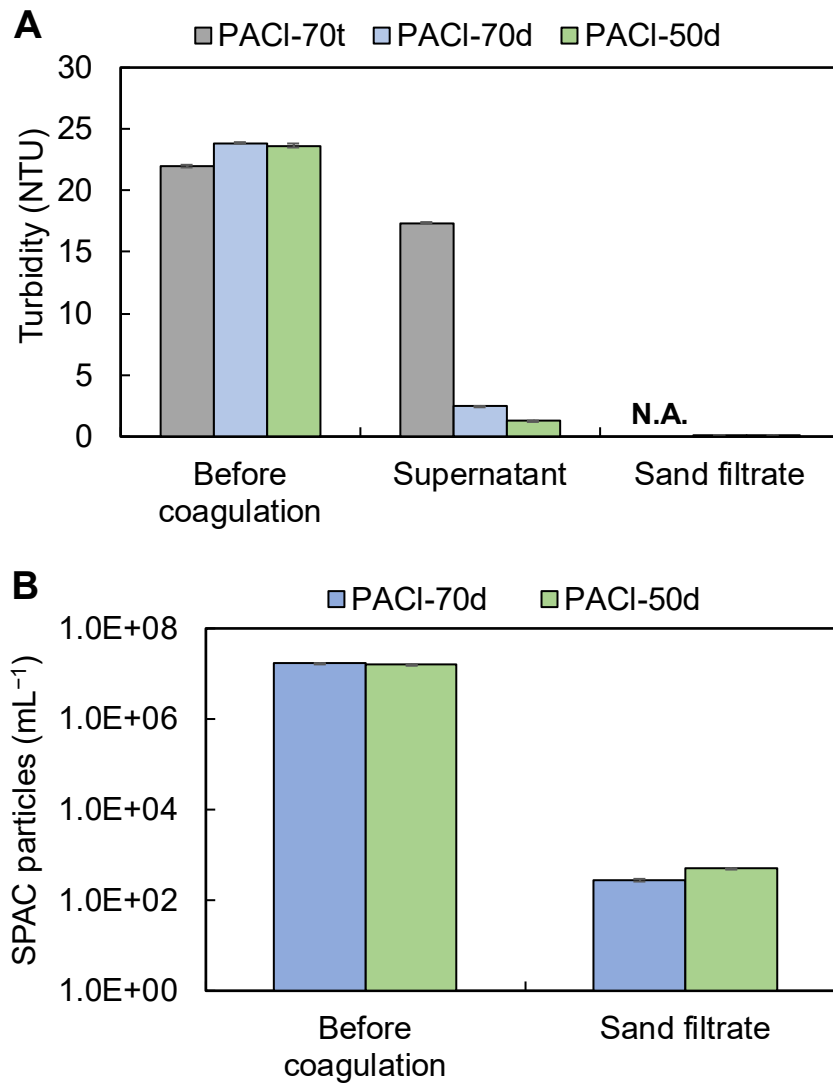 A
PACl-70t PACl-70d PACl-50d
30
25
20
15
10
5
0
Turbidity (NTU)
N.A.
Before
coagulation
Supernatant
Sand filtrate
B
PACl-70d PACl-50d
1.0E+08
1.0E+06
1.0E+04
1.0E+02
1.0E+00
SPAC particles (mL⁻¹)
Before
coagulation
Sand filtrate